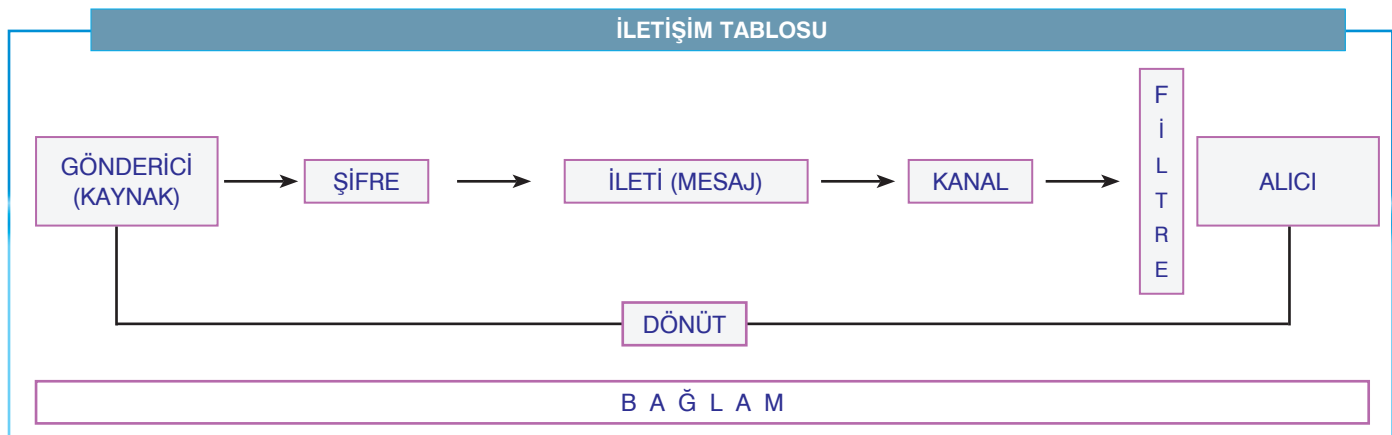 İLETİŞİM TABLOSU
GÖNDERİCİ
(KAYNAK)
ŞİFRE
İLETİ (MESAJ)
KANAL
F
İ
L
T
R
E
ALICI
DÖNÜT
B A Ğ L A M